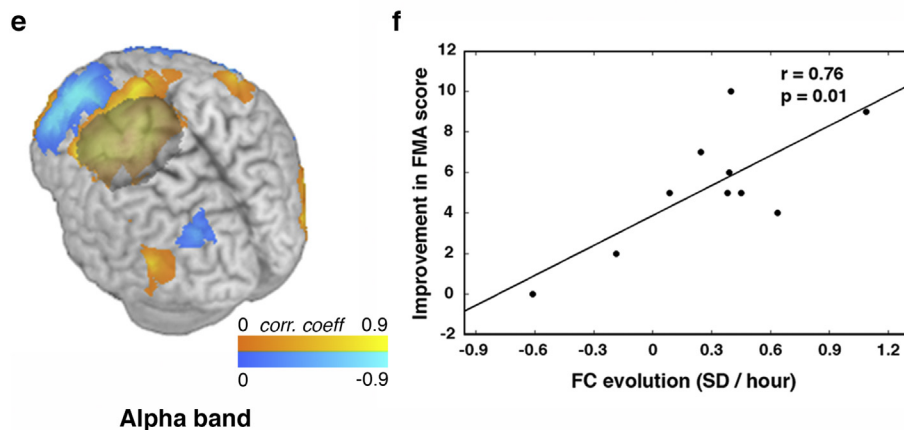 e
0 corr. coeff 0.9
0 -0.9
Alpha band
f
r = 0.76
p = 0.01
Improvement in FMA score
12
10
8
6
4
2
0
-2
-0.9 -0.6 -0.3 0 0.3 0.6 0.9 1.2
FC evolution (SD / hour)